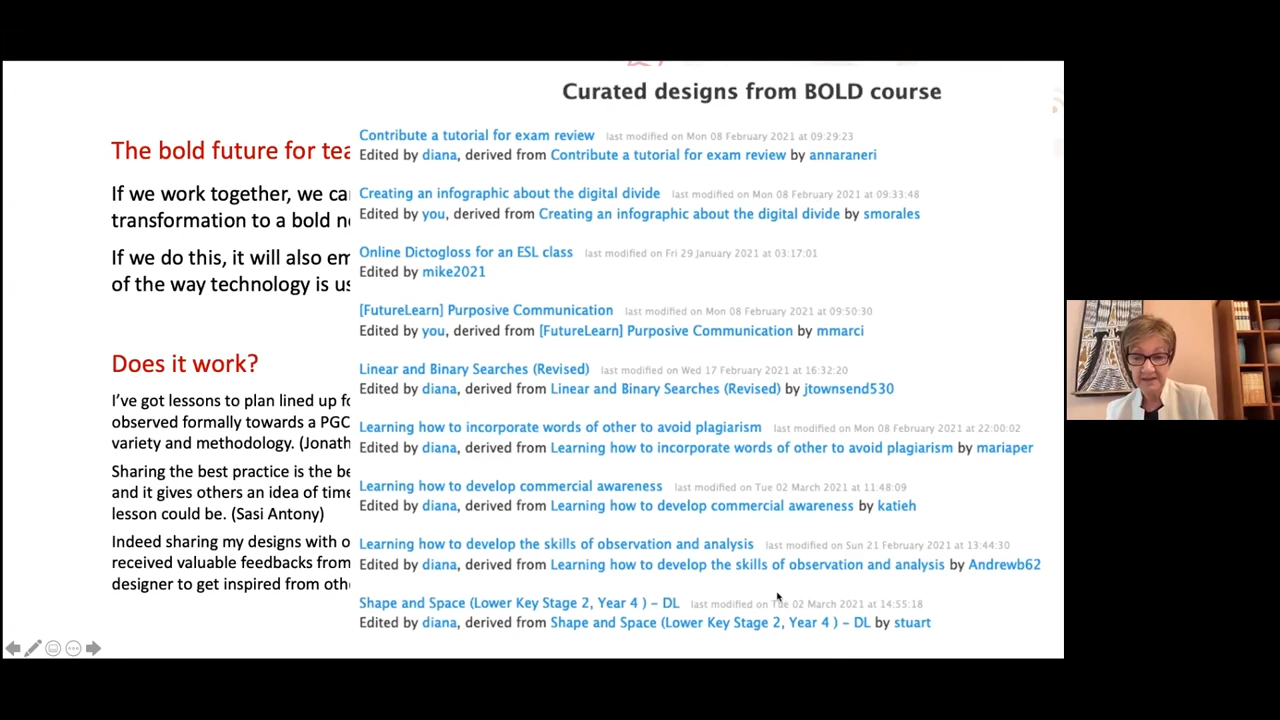 Curated designs from BOLD course
The bold future for tea
If we work together, we ca
transformation to a bold n
If we do this, it will also em
of the way technology is us
Does it work?
I've got lessons to plan lined up fo
observed formally towards a PGC
variety and methodology. (Jonath
Sharing the best practice is the be
and it gives others an idea of time
lesson could be. (Sasi Antony)
Indeed sharing my designs with o
received valuable feedbacks from
designer to get inspired from othe
Contribute a tutorial for exam review last modified on Mon 08 February 2021 at 09:29:23
Edited by diana, derived from Contribute a tutorial for exam review by annaraneri
Creating an infographic about the digital divide last modified on Mon 08 February 2021 at 09:33:48
Edited by you, derived from Creating an infographic about the digital divide by smorales
Online Dictogloss for an ESL class last modified on Fri 29 January 2021 at 03:17:01
Edited by mike2021
[FutureLearn] Purposive Communication last modified on Mon 08 February 2021 at 09:50:30
Edited by you, derived from [FutureLearn] Purposive Communication by mmarci
Linear and Binary Searches (Revised) last modified on Wed 17 February 2021 at 16:32:20
Edited by diana, derived from Linear and Binary Searches (Revised) by jtownsend530
Learning how to incorporate words of other to avoid plagiarism last modified on Mon 08 February 2021 at 22:00:02
Edited by diana, derived from Learning how to incorporate words of other to avoid plagiarism by mariaper
Learning how to develop commercial awareness last modified on Tue 02 March 2021 at 11:48:09
Edited by diana, derived from Learning how to develop commercial awareness by katieh
Learning how to develop the skills of observation and analysis last modified on Sun 21 February 2021 at 13:44:30
Edited by diana, derived from Learning how to develop the skills of observation and analysis by Andrewb62
Shape and Space (Lower Key Stage 2, Year 4 ) - DL last modified on Tue 02 March 2021 at 14:55:18
Edited by diana, derived from Shape and Space (Lower Key Stage 2, Year 4 ) - DL by stuart